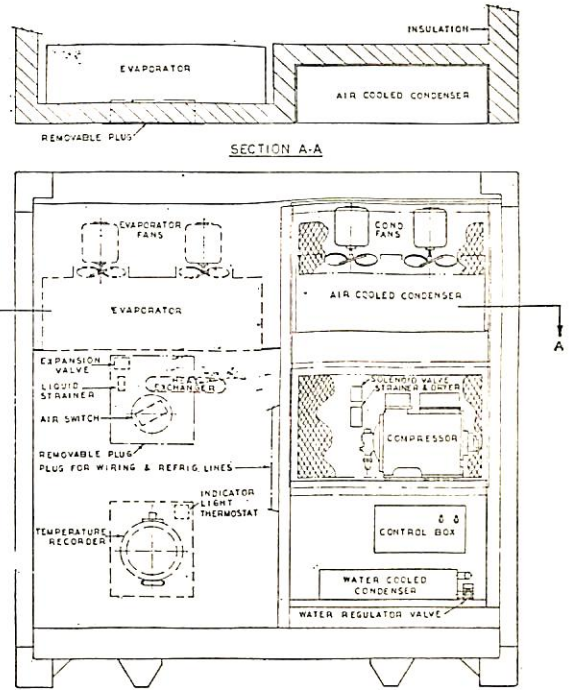 INSULATION
EVAPORATOR
AIR COOLED CONDENSER
REMOVABLE PLUG
SECTION A-A
EVAPORATOR
FANS
COND
FANS
EVAPORATOR
AIR COOLED CONDENSER
A
EXPANSION
VALVE
LIQUID
STRAINER
HEAT
EXCHANGER
AIR SWITCH
SOLENOID VALVE
STRAINER & DRYER
COMPRESSOR
REMOVABLE PLUG
PLUG FOR WIRING & REFRIG. LINES
INDICATOR
LIGHT
THERMOSTAT
TEMPERATURE
RECORDER
CONTROL BOX
WATER COOLED
CONDENSER
WATER REGULATOR VALVE